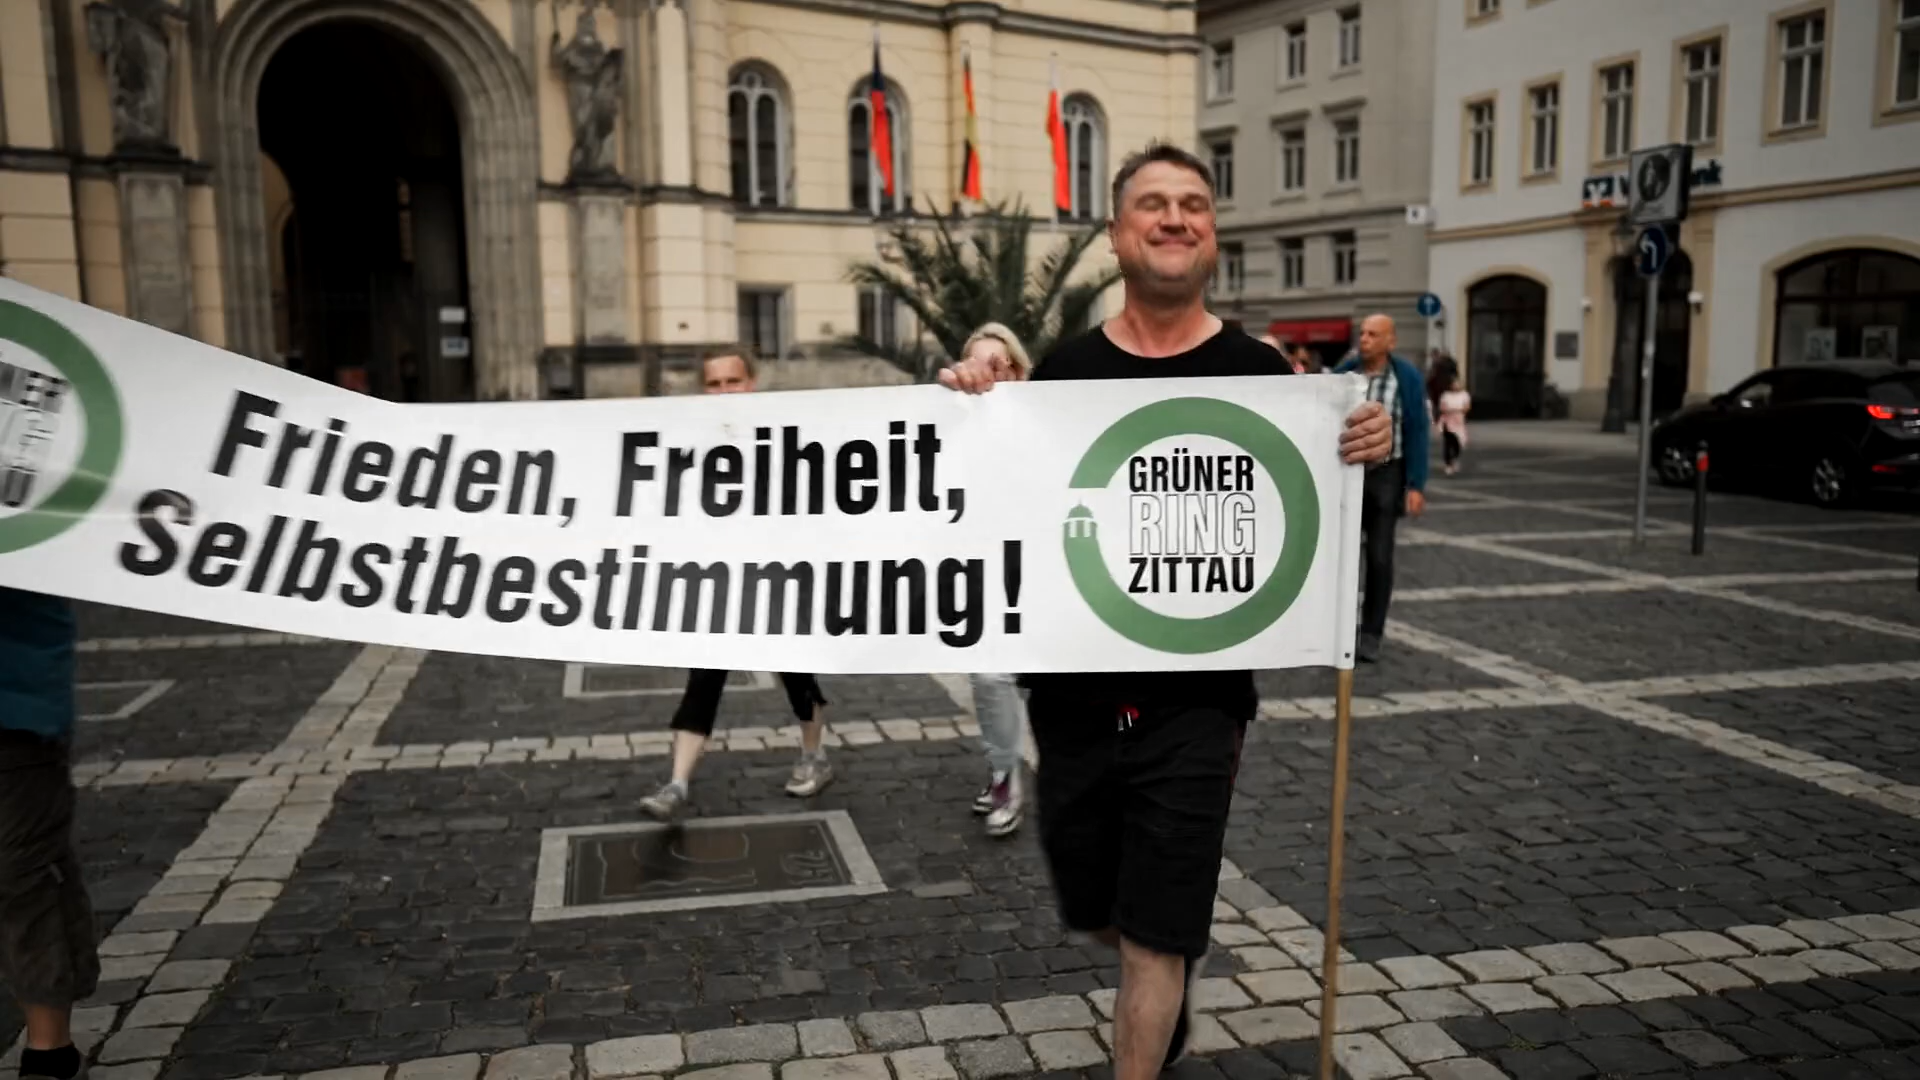 Frieden, Freiheit,
Selbstbestimmung!
GRÜNER
RING
ZITTAU